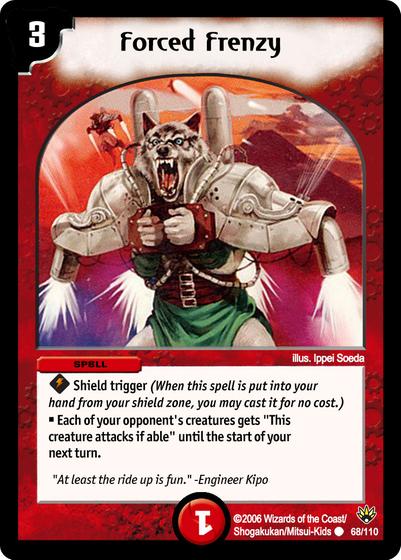 3
Forced Frenzy
illus. Ippei Soeda
SPELL
Shield trigger (When this spell is put into your
hand from your shield zone, you may cast it for no cost.)
▪ Each of your opponent's creatures gets "This
creature attacks if able" until the start of your
next turn.
"At least the ride up is fun." -Engineer Kipo
1
©2006 Wizards of the Coast/
Shogakukan/Mitsui-Kids ● 68/110